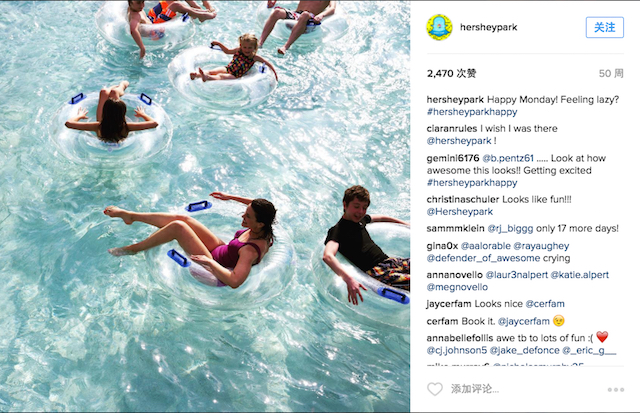 hersheypark
关注
2,470 次赞
50 周
hersheypark Happy Monday! Feeling lazy?
#hersheyparkhappy
ciaranrules I wish I was there
@hersheypark !
gemini6176 @b.pentz61 ..... Look at how
awesome this looks!! Getting excited
#hersheyparkhappy
christinaschuler Looks like fun!!!
@Hersheypark
sammmklein @rj_biggg only 17 more days!
gina0x @aalorable @rayaughey
@defender_of_awesome crying
annanovello @laur3nalpert @katie.alpert
@megnovello
jaycerfam Looks nice @cerfam
cerfam Book it. @jaycerfam 😉
annabellefollis awe tb to lots of fun :( ❤️
@cj.johnson5 @jake_defonce @_eric_g__
添加评论...